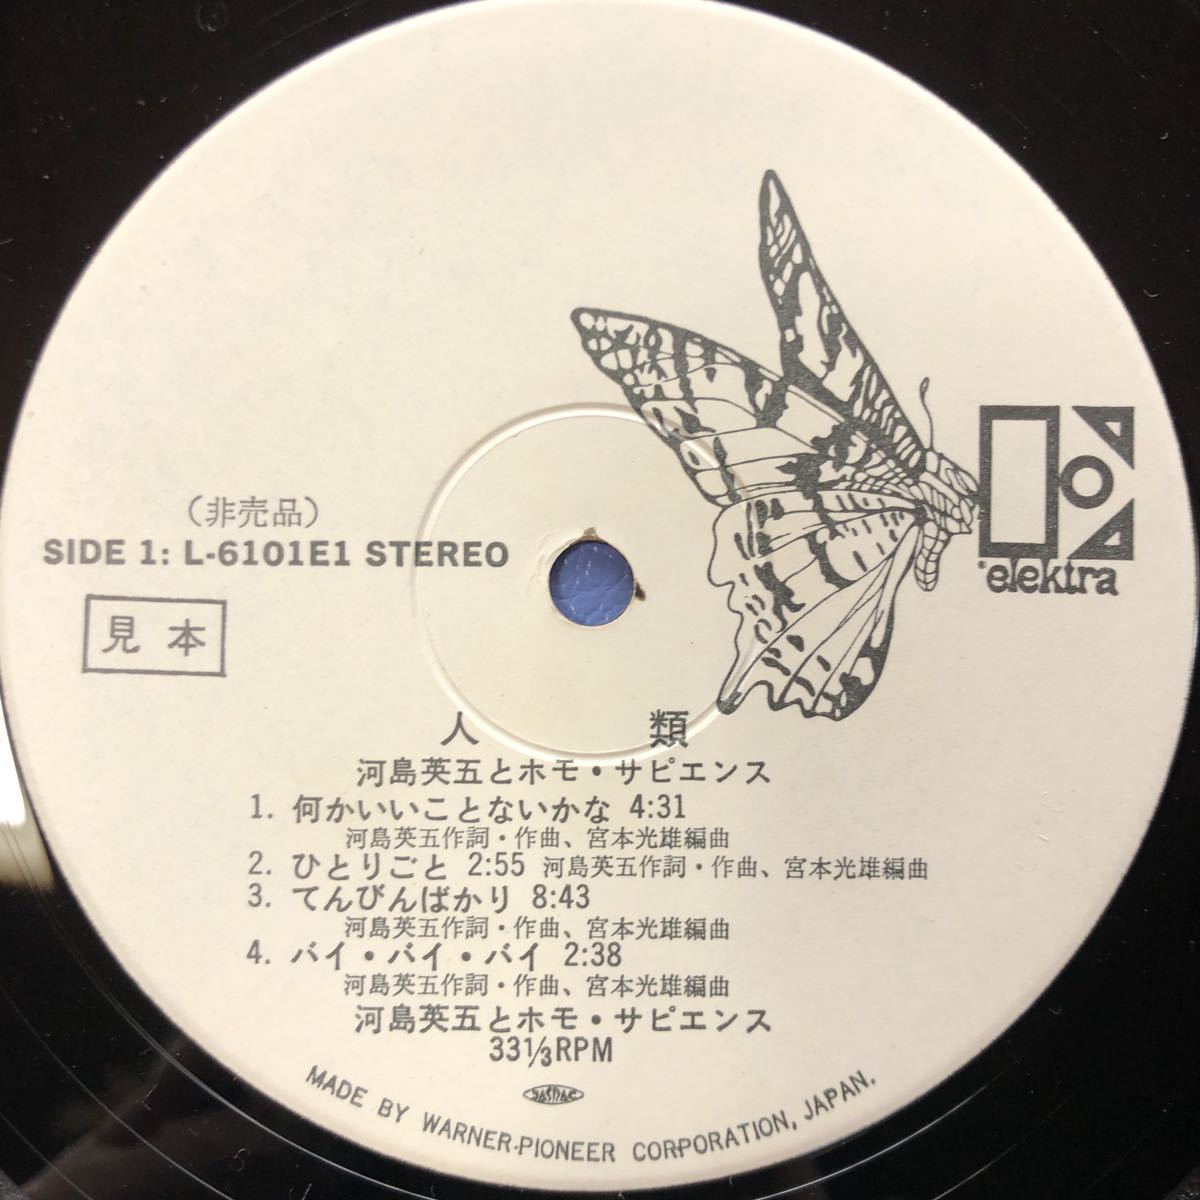 (非売品)
SIDE 1: L-6101E1 STEREO
見本
elektra
人類
河島英五とホモ・サピエンス
1. 何かいいことないかな 4:31
河島英五作詞・作曲、宮本光雄編曲
2. ひとりごと 2:55 河島英五作詞・作曲、宮本光雄編曲
3. てんびんばかり 8:43
河島英五作詞・作曲、宮本光雄編曲
4. バイ・バイ・バイ 2:38
河島英五作詞・作曲、宮本光雄編曲
河島英五とホモ・サピエンス
33 1/3 RPM
JASRAC
MADE BY WARNER-PIONEER CORPORATION, JAPAN.